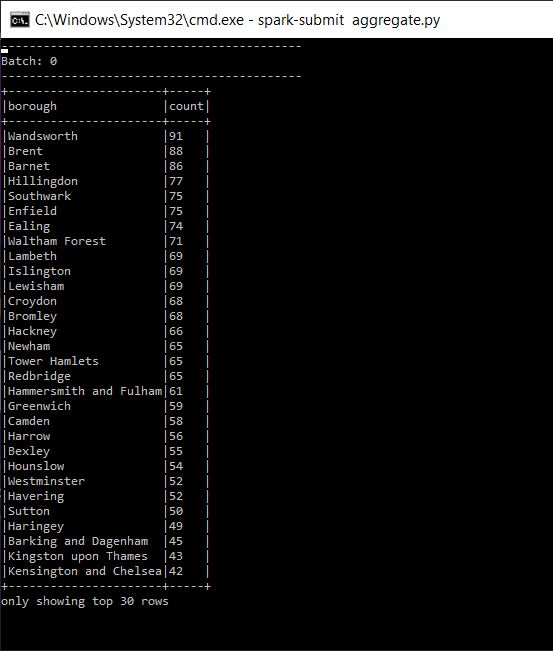 C:\Windows\System32\cmd.exe - spark-submit  aggregate.py
-------------------------------------------
Batch: 0
-------------------------------------------
+----------------------+-----+
|borough               |count|
+----------------------+-----+
|Wandsworth            |91   |
|Brent                 |88   |
|Barnet                |86   |
|Hillingdon            |77   |
|Southwark             |75   |
|Enfield               |75   |
|Ealing                |74   |
|Waltham Forest        |71   |
|Lambeth               |69   |
|Islington             |69   |
|Lewisham              |69   |
|Croydon               |68   |
|Bromley               |68   |
|Hackney               |66   |
|Newham                |65   |
|Tower Hamlets         |65   |
|Redbridge             |65   |
|Hammersmith and Fulham|61   |
|Greenwich             |59   |
|Camden                |58   |
|Harrow                |56   |
|Bexley                |55   |
|Hounslow              |54   |
|Westminster           |52   |
|Havering              |52   |
|Sutton                |50   |
|Haringey              |49   |
|Barking and Dagenham  |45   |
|Kingston upon Thames  |43   |
|Kensington and Chelsea|42   |
+----------------------+-----+
only showing top 30 rows